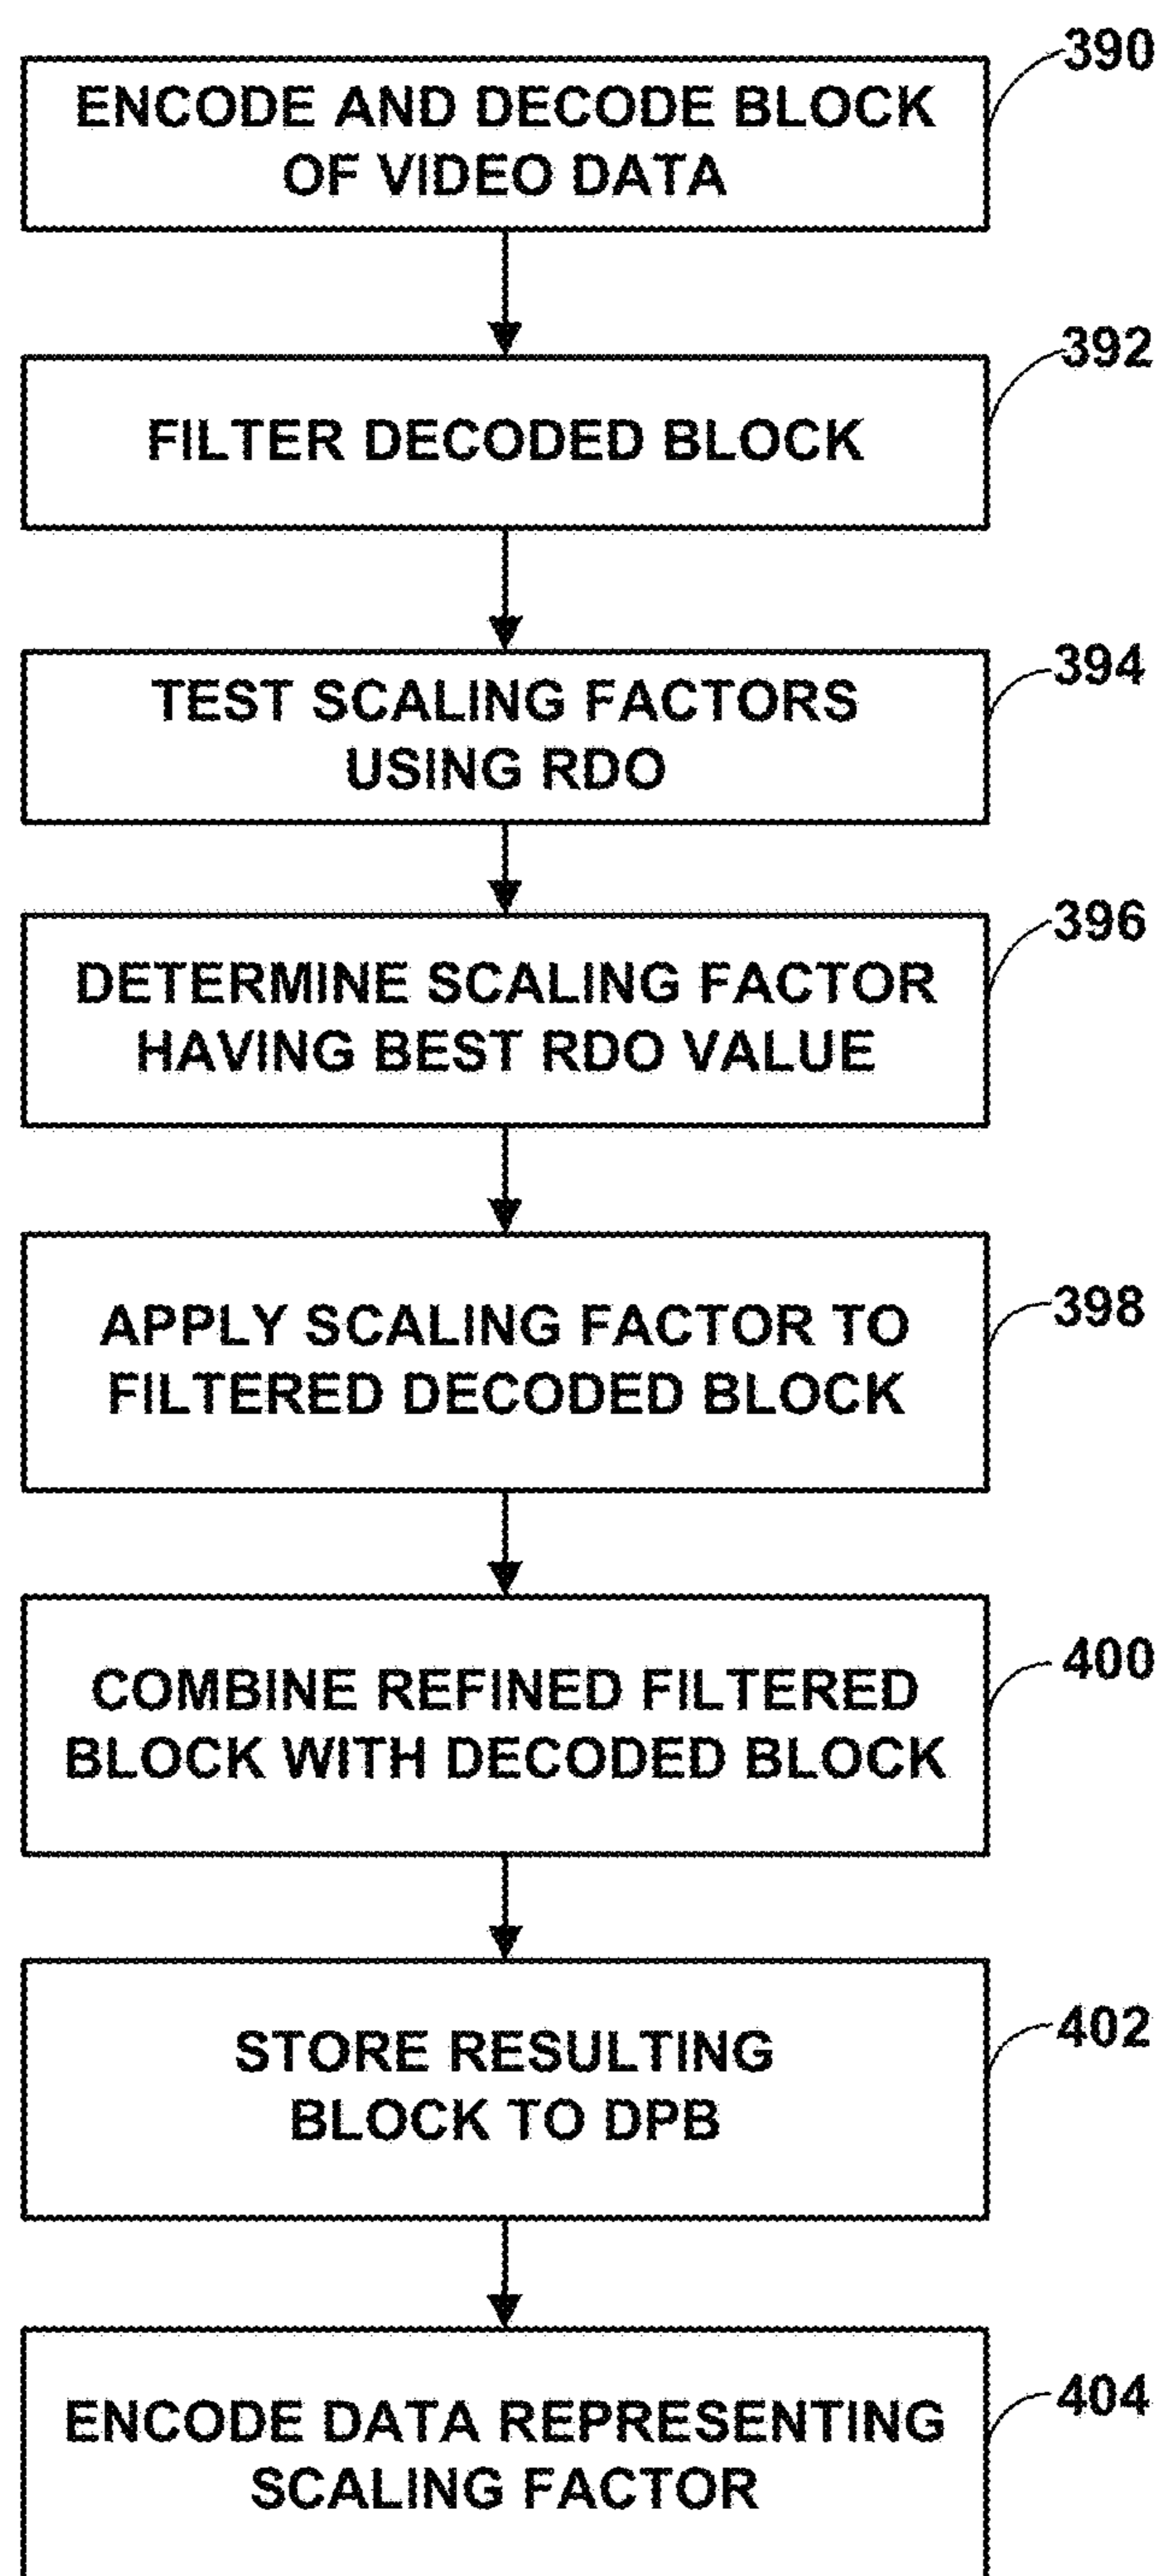 390
ENCODE AND DECODE BLOCK
OF VIDEO DATA
392
FILTER DECODED BLOCK
394
TEST SCALING FACTORS
USING RDO
396
DETERMINE SCALING FACTOR
HAVING BEST RDO VALUE
398
APPLY SCALING FACTOR TO
FILTERED DECODED BLOCK
400
COMBINE REFINED FILTERED
BLOCK WITH DECODED BLOCK
402
STORE RESULTING
BLOCK TO DPB
404
ENCODE DATA REPRESENTING
SCALING FACTOR